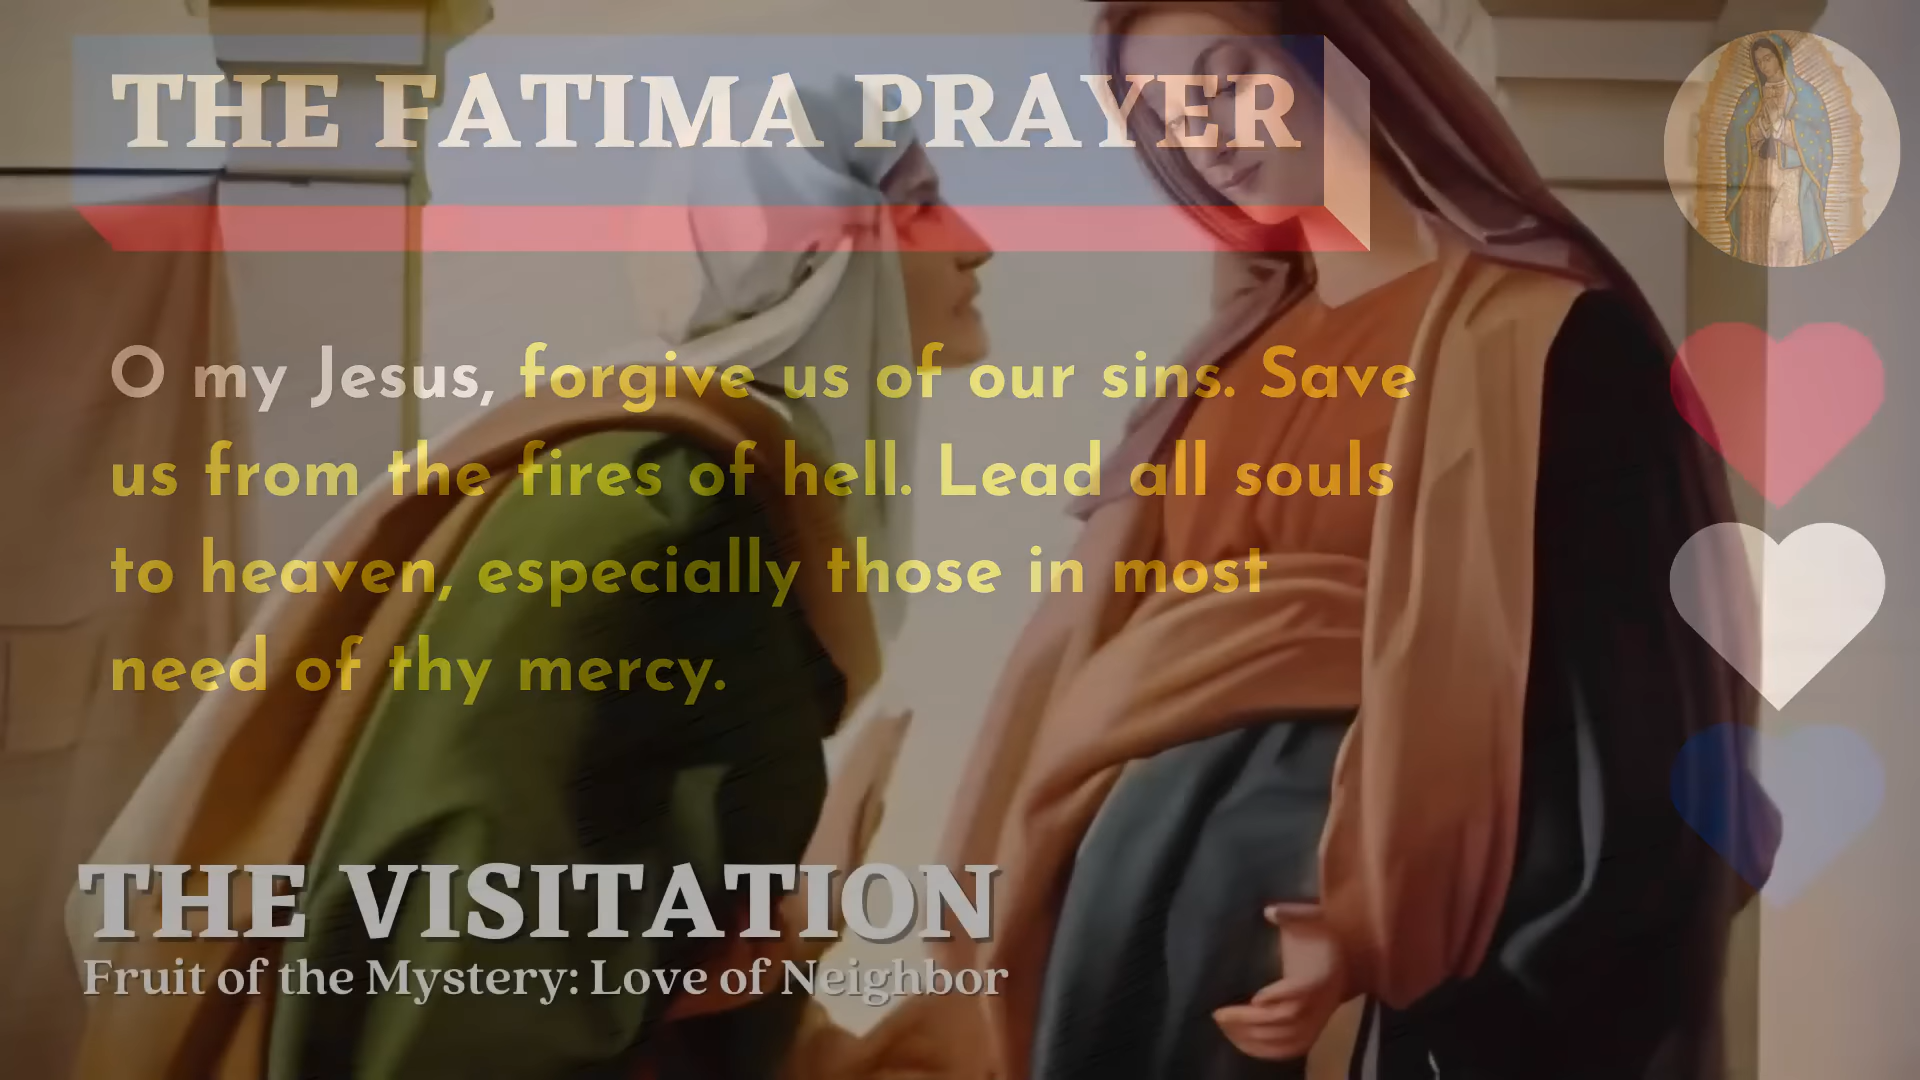 THE FATIMA PRAYER
O my Jesus, forgive us of our sins. Save
us from the fires of hell. Lead all souls
to heaven, especially those in most
need of thy mercy.
THE VISITATION
Fruit of the Mystery: Love of Neighbor